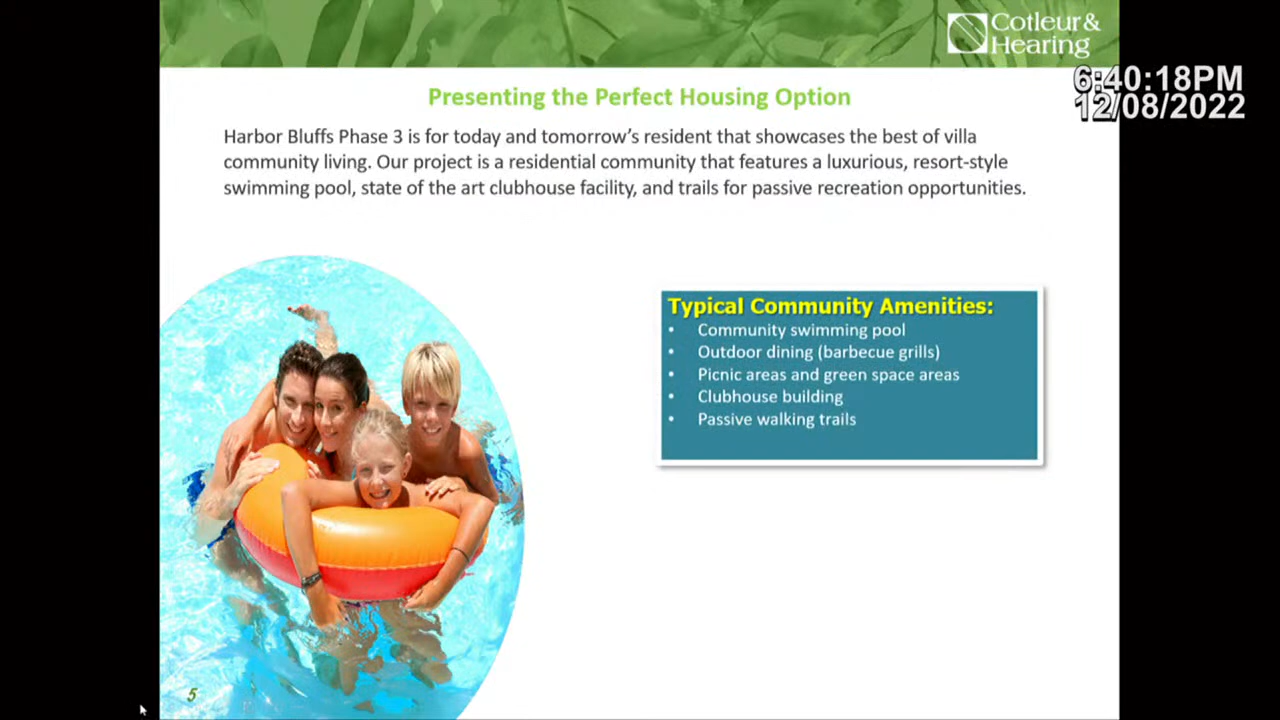 Cotleur&
Hearing
6:40:18PM
12/08/2022
Presenting the Perfect Housing Option
Harbor Bluffs Phase 3 is for today and tomorrow’s resident that showcases the best of villa
community living. Our project is a residential community that features a luxurious, resort-style
swimming pool, state of the art clubhouse facility, and trails for passive recreation opportunities.
Typical Community Amenities:
• Community swimming pool
• Outdoor dining (barbecue grills)
• Picnic areas and green space areas
• Clubhouse building
• Passive walking trails
5